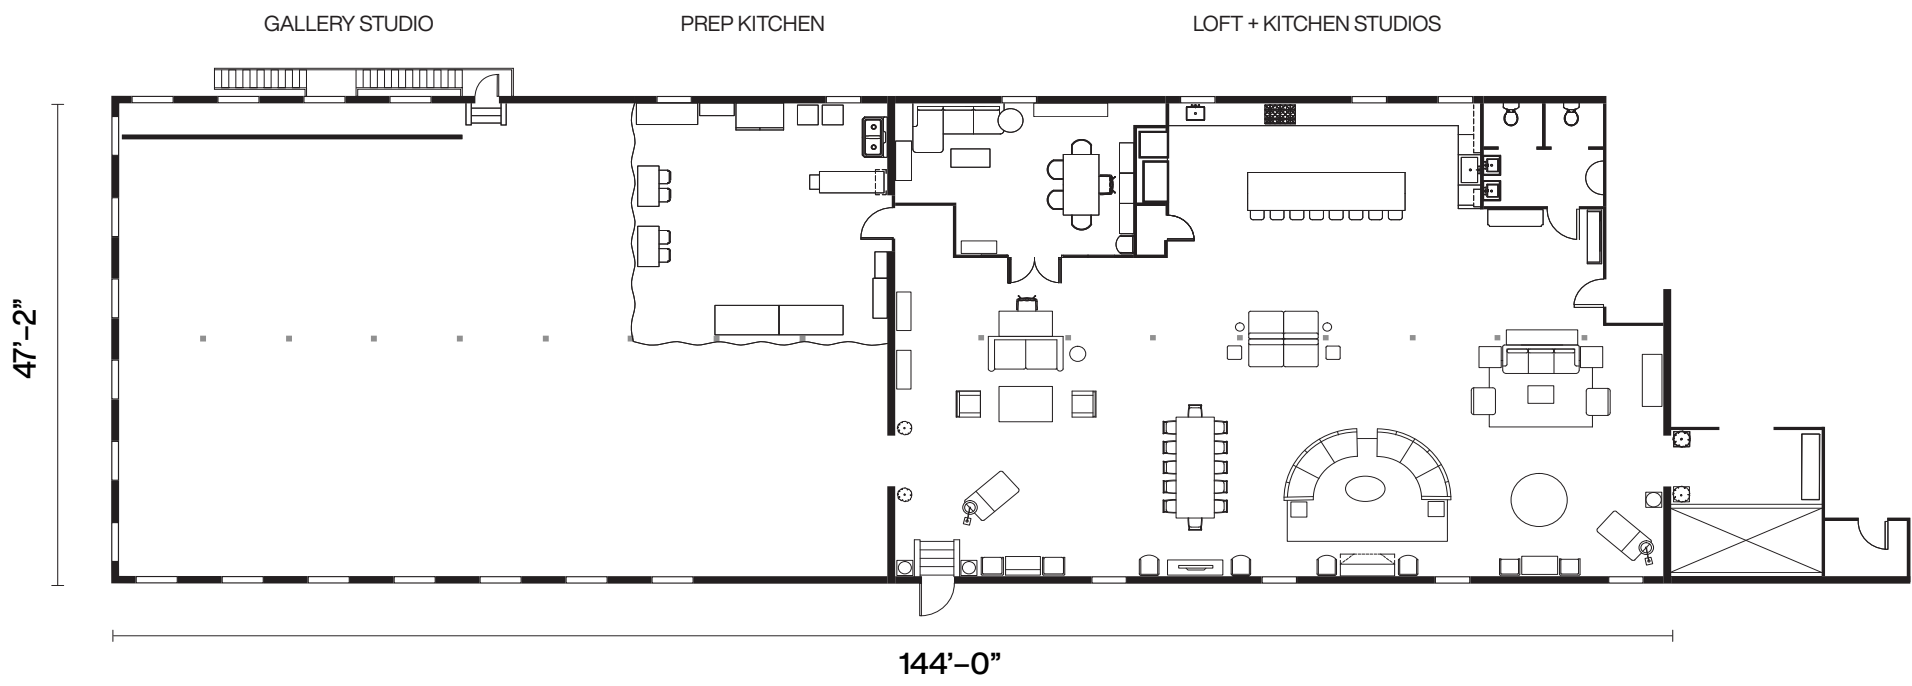 GALLERY STUDIO
PREP KITCHEN
LOFT + KITCHEN STUDIOS
47’–2”
144’–0”